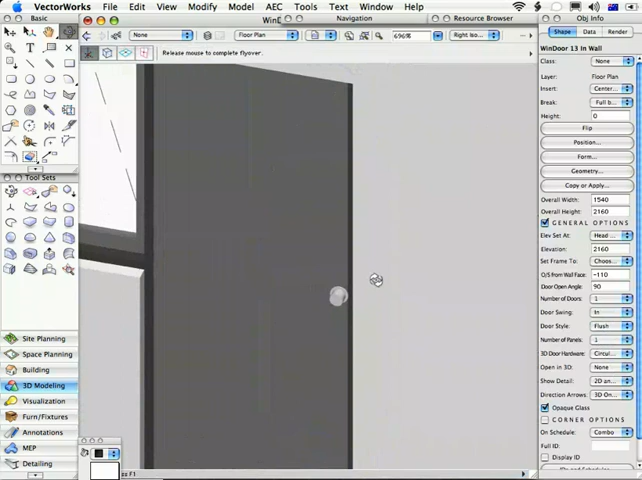 VectorWorks File Edit View Modify Model AEC Tools Text Window Help
Basic
Navigation
Resource Browser
Obj Info
None
Floor Plan
696%
Right Iso...
Release mouse to complete flyover.
Shape Data Render
WinDoor 13 In Wall
Class: None
Layer: Floor Plan
Insert: Center...
Break: Full b...
Height: 0
Flip
Position...
Form...
Geometry...
Copy or Apply...
Overall Width: 1540
Overall Height: 2160
GENERAL OPTIONS
Elev Set At: Head ...
Elevation: 2160
Set Frame To: Choos...
O/S from Wall Face: -110
Door Open Angle: 90
Number of Doors: 1
Door Swing: In
Door Style: Flush
Number of Panels: 1
3D Door Hardware: Circul...
Open in 3D: None
Show Detail: 2D an...
Direction Arrows: 3D On...
Opaque Glass
CORNER OPTIONS
On Schedule: Combo
Full ID:
Display ID
Tool Sets
Site Planning
Space Planning
Building
3D Modeling
Visualization
Furn/Fixtures
Annotations
MEP
Detailing